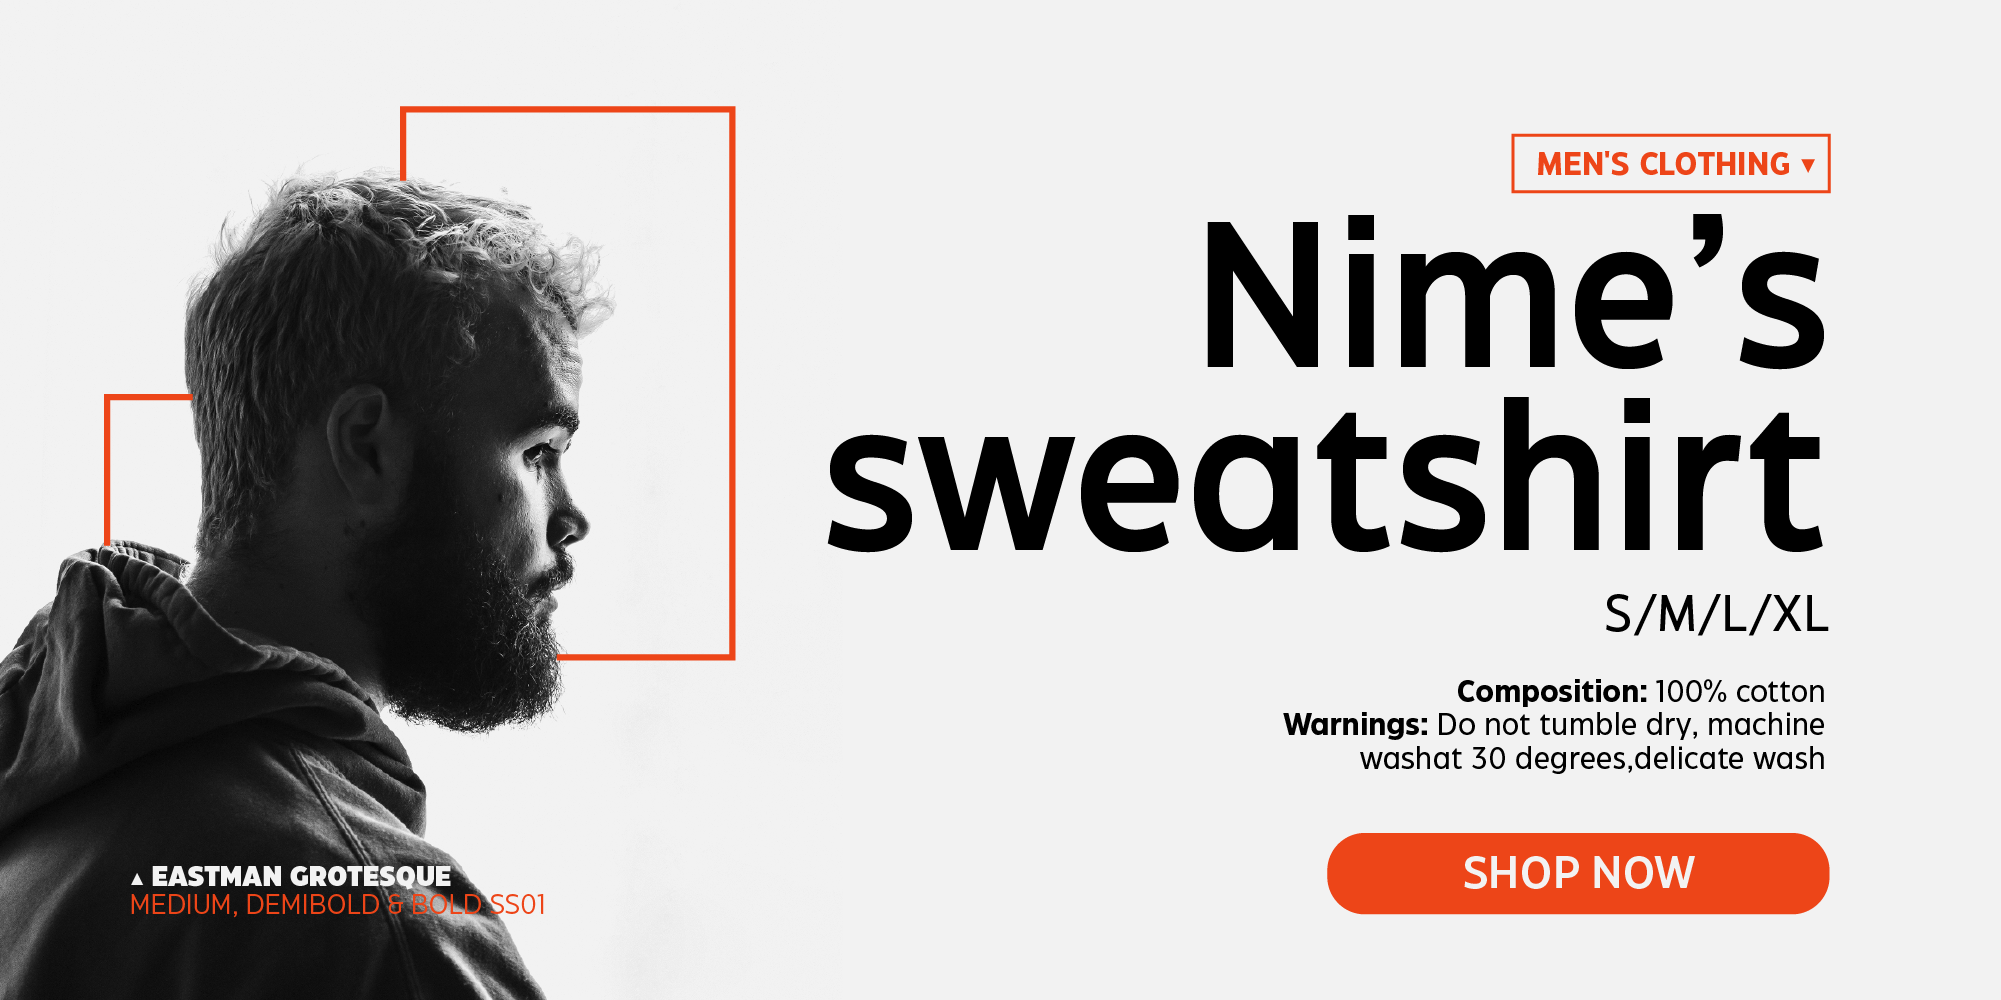 MEN'S CLOTHING ▾
Nime’s
sweatshirt
S/M/L/XL
Composition: 100% cotton
Warnings: Do not tumble dry, machine
washat 30 degrees,delicate wash
SHOP NOW
▲ EASTMAN GROTESQUE
MEDIUM, DEMIBOLD & BOLD SS01